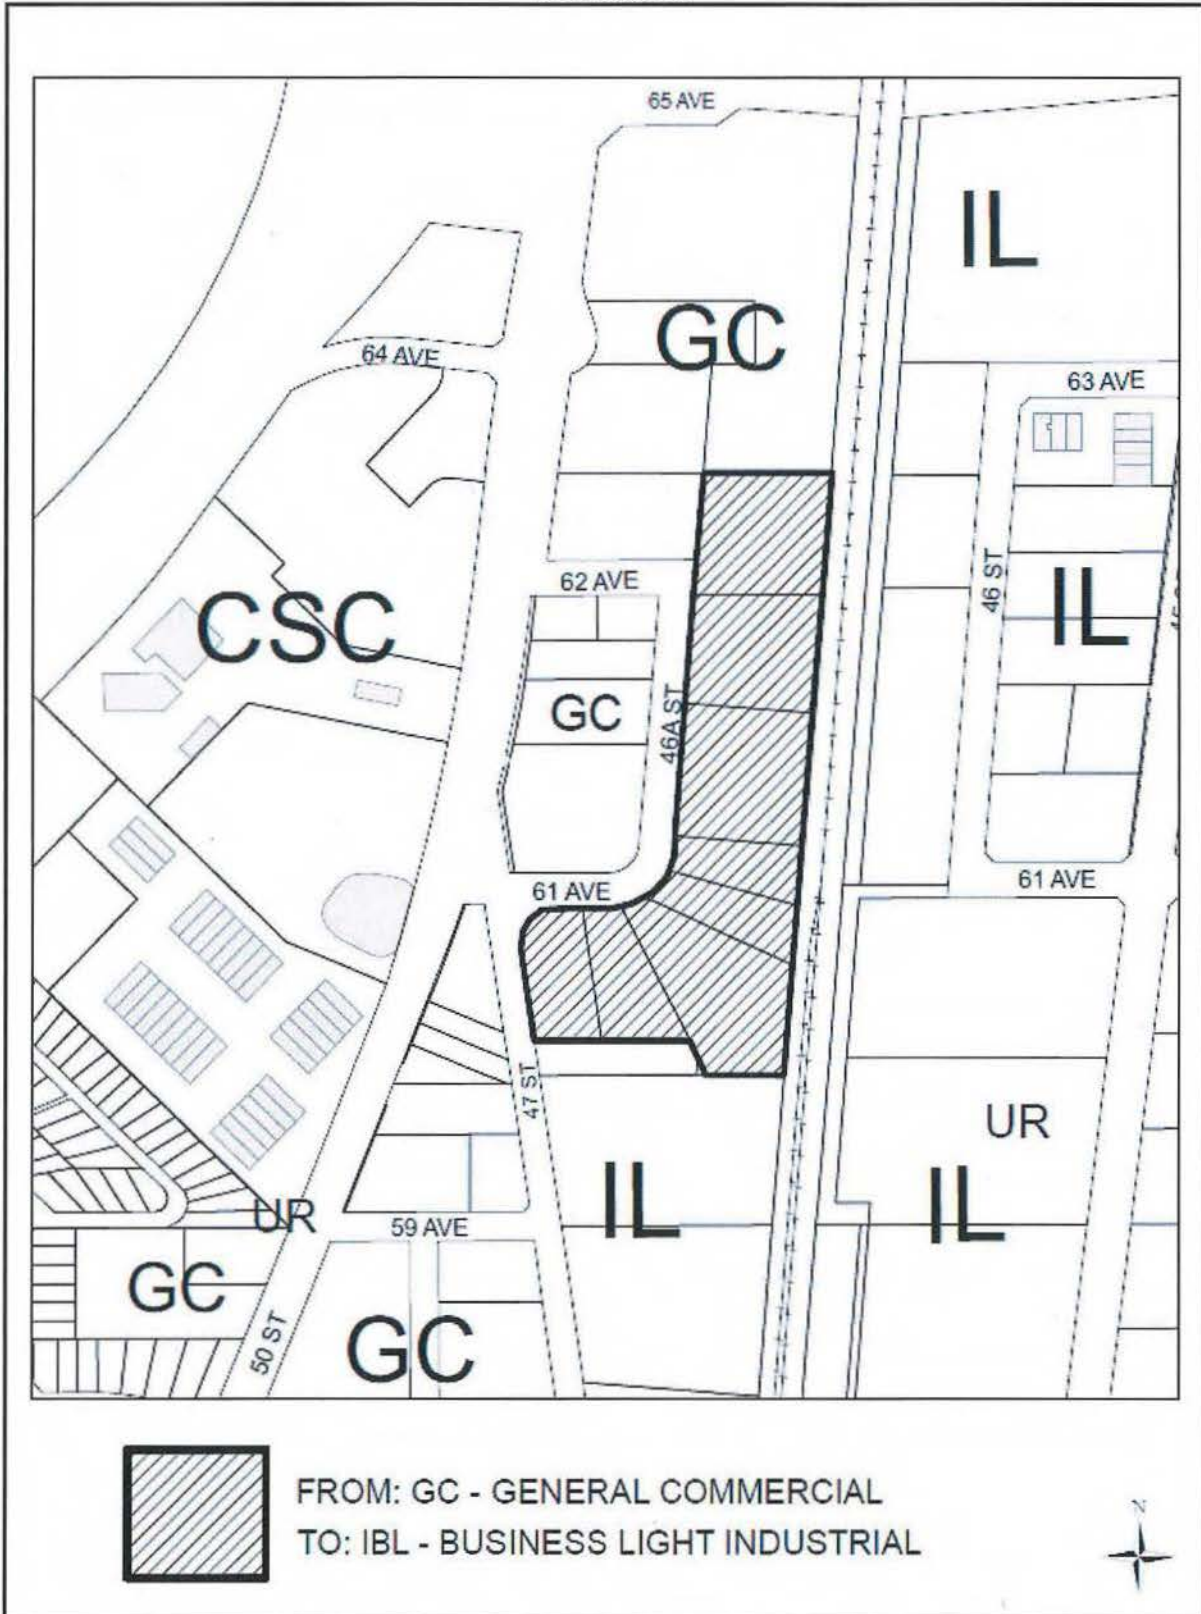 65 AVE
IL
GC
64 AVE
63 AVE
46 ST
IL
62 AVE
CSC
GC
46A ST
61 AVE
61 AVE
47 ST
UR
IL
IL
UR
59 AVE
GC
GC
50 ST
FROM: GC - GENERAL COMMERCIAL
TO: IBL - BUSINESS LIGHT INDUSTRIAL
N